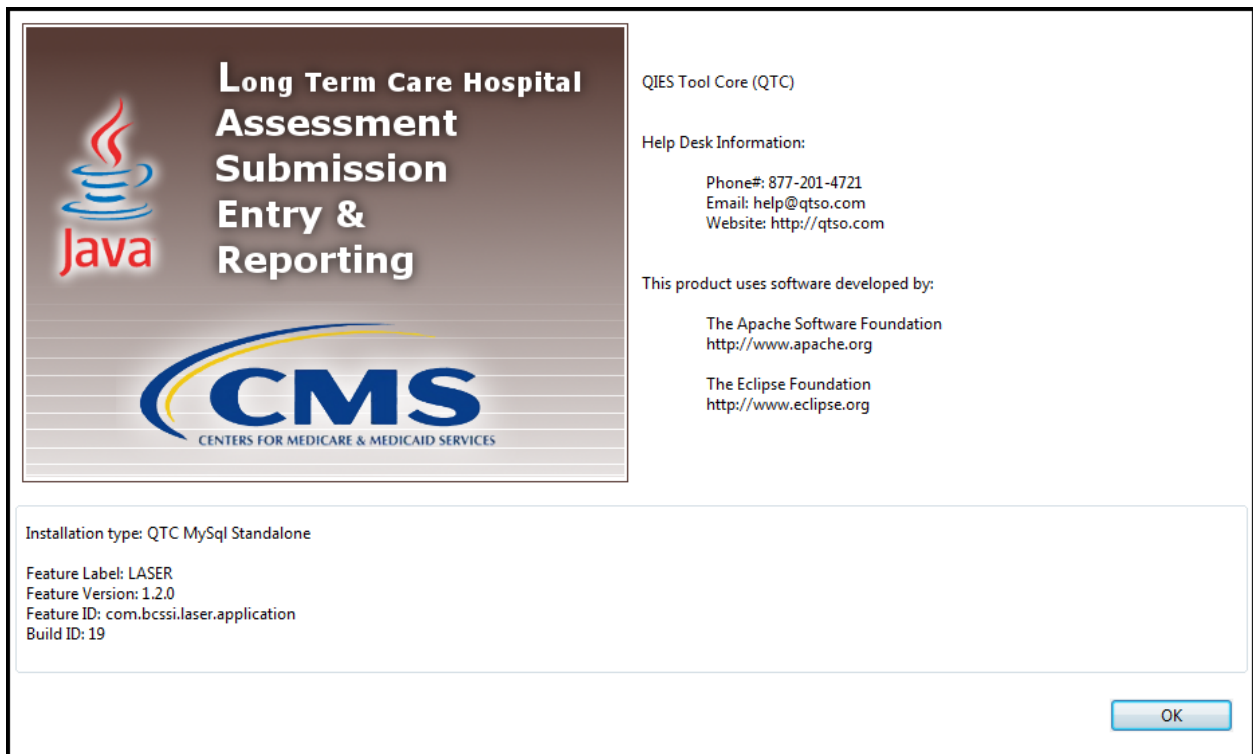 Long Term Care Hospital
Assessment
Submission
Entry &
Reporting
Java
CMS
CENTERS FOR MEDICARE & MEDICAID SERVICES
QIES Tool Core (QTC)
Help Desk Information:
Phone#: 877-201-4721
Email: help@qtso.com
Website: http://qtso.com
This product uses software developed by:
The Apache Software Foundation
http://www.apache.org
The Eclipse Foundation
http://www.eclipse.org
Installation type: QTC MySql Standalone
Feature Label: LASER
Feature Version: 1.2.0
Feature ID: com.bcssi.laser.application
Build ID: 19
OK